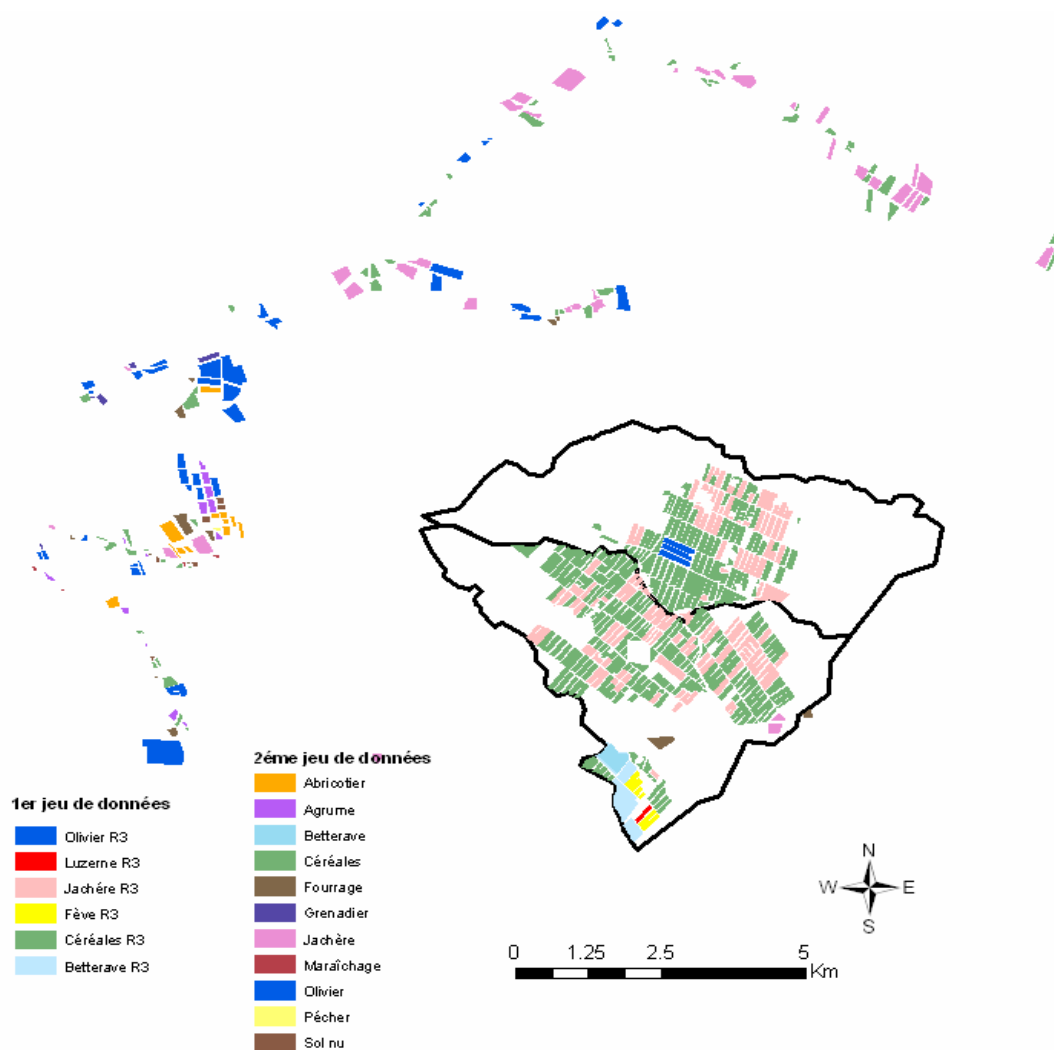 2éme jeu de données
Abricotier
Agrume
Betterave
Céréales
Fourrage
Grenadier
Jachère
Maraîchage
Olivier
Pécher
Sol nu
1er jeu de données
Olivier R3
Luzerne R3
Jachére R3
Fève R3
Céréales R3
Betterave R3
N
W E
S
0 1.25 2.5 5
Km